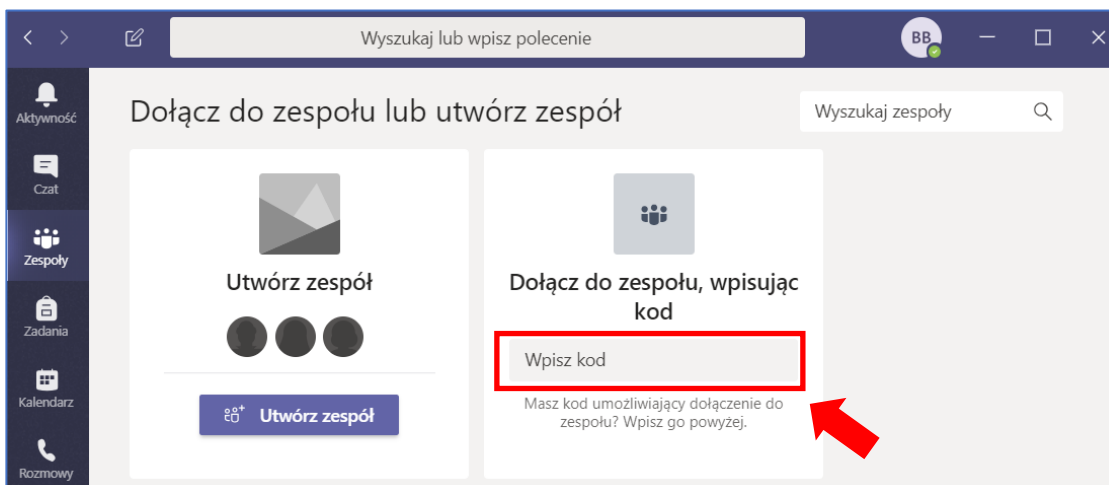 Wyszukaj lub wpisz polecenie
BB
Aktywność
Czat
Zespoły
Zadania
Kalendarz
Rozmowy
Dołącz do zespołu lub utwórz zespół
Wyszukaj zespoły
Utwórz zespół
Utwórz zespół
Dołącz do zespołu, wpisując
kod
Wpisz kod
Masz kod umożliwiający dołączenie do
zespołu? Wpisz go powyżej.